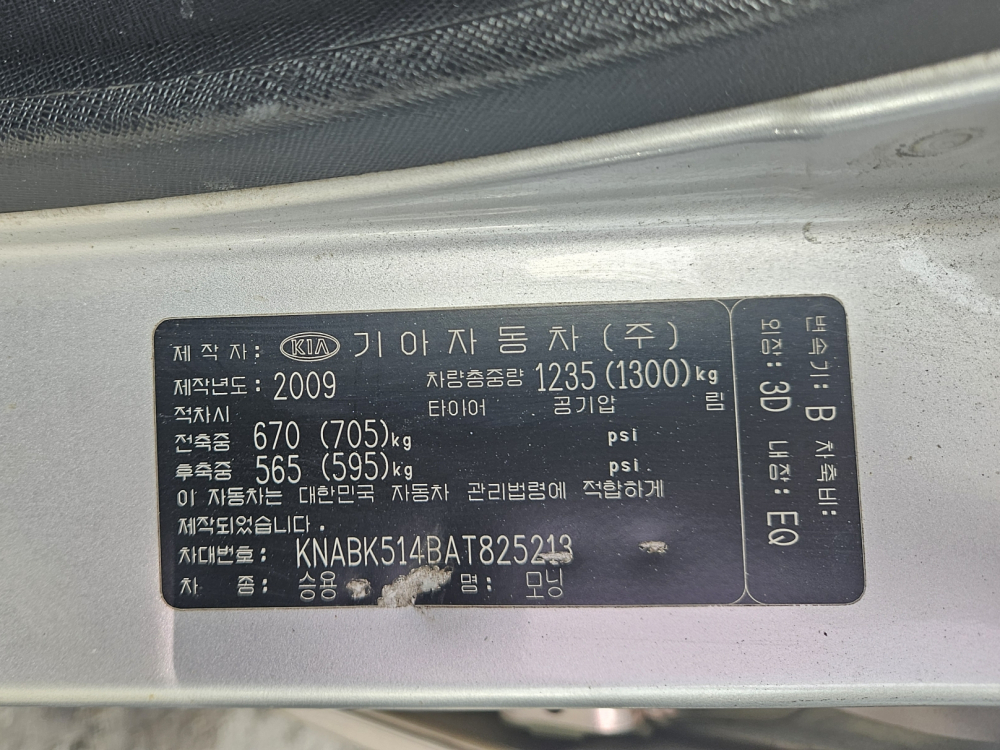 제 작 자: KIA 기 아 자 동 차 (주)
제작년도: 2009 차량총중량 1235 (1300)kg
적차시 타이어 공기압 림
전축중 670 (705)kg psi
후축중 565 (595)kg psi.
이 자동차는 대한민국 자동차 관리법령에 적합하게
제작되었습니다.
차대번호: KNABK514BAT825213
차 종: 승용 명: 모닝
변속기: B 차축비:
외장: 3D 내장: EQ